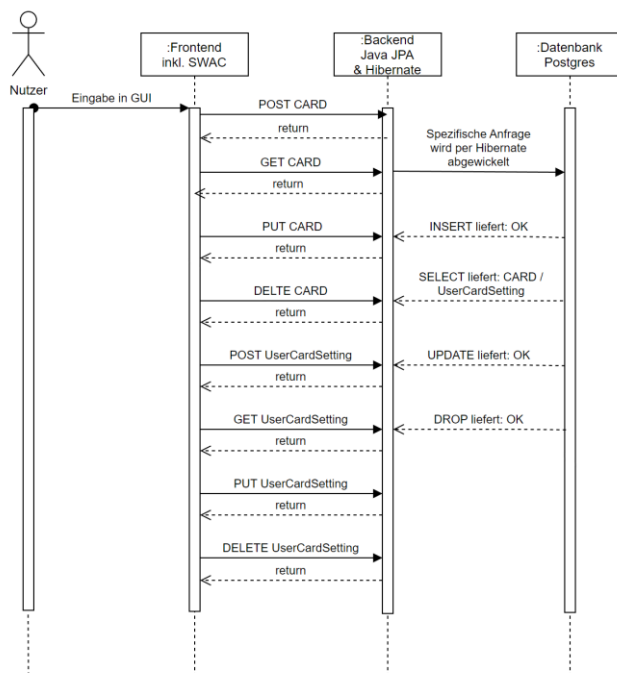 :Frontend
inkl. SWAC
:Backend
Java JPA
& Hibernate
:Datenbank
Postgres
Nutzer
Eingabe in GUI
POST CARD
return
Spezifische Anfrage
wird per Hibernate
abgewickelt
GET CARD
return
PUT CARD
INSERT liefert: OK
return
SELECT liefert: CARD /
UserCardSetting
DELTE CARD
return
POST UserCardSetting
UPDATE liefert: OK
return
GET UserCardSetting
DROP liefert: OK
return
PUT UserCardSetting
return
DELETE UserCardSetting
return